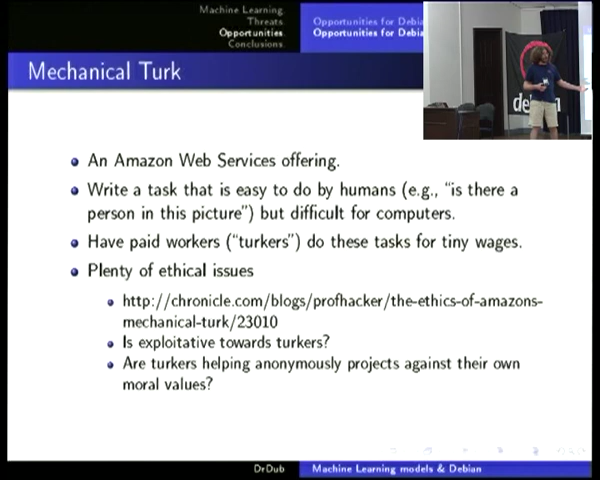 Machine Learning
Threats
Opportunities
Conclusions
Opportunities for Debia
Opportunities for Debia
Mechanical Turk
An Amazon Web Services offering.
Write a task that is easy to do by humans (e.g., "is there a
person in this picture") but difficult for computers.
Have paid workers ("turkers") do these tasks for tiny wages.
Plenty of ethical issues
http://chronicle.com/blogs/profhacker/the-ethics-of-amazons-
mechanical-turk/23010
Is exploitative towards turkers?
Are turkers helping anonymously projects against their own
moral values?
DrDub
Machine Learning models & Debian